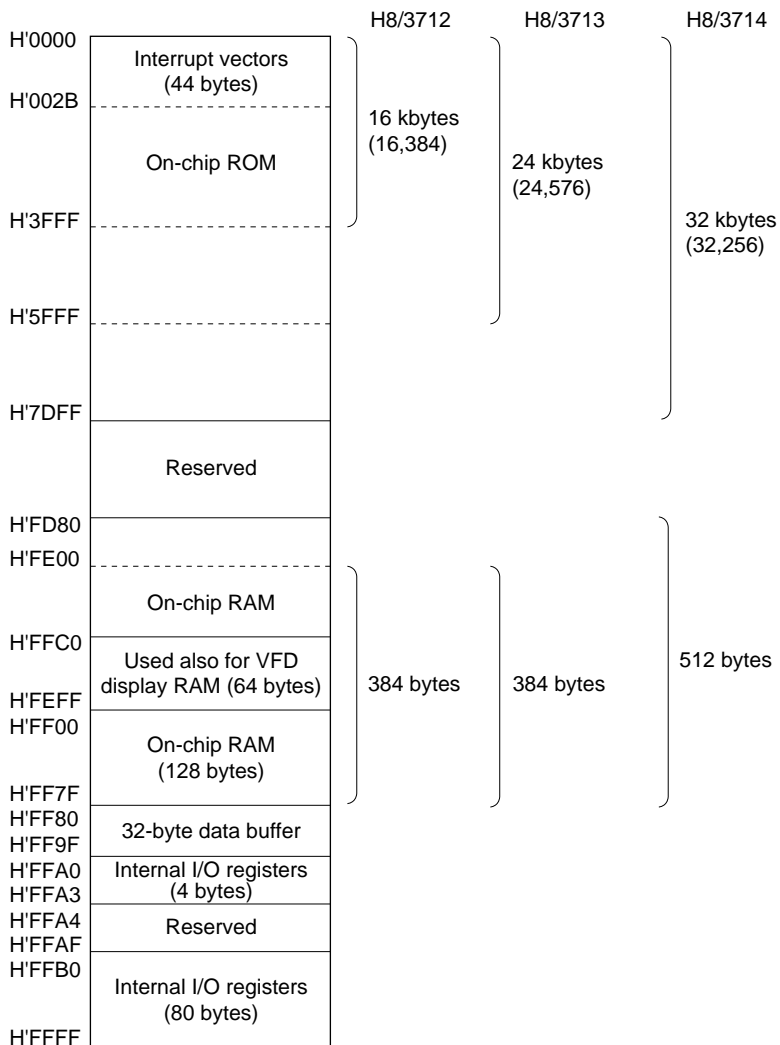 H8/3712 H8/3713 H8/3714
H'0000
Interrupt vectors
(44 bytes)
H'002B
16 kbytes
(16,384)
On-chip ROM
24 kbytes
(24,576)
H'3FFF
32 kbytes
(32,256)
H'5FFF
H'7DFF
Reserved
H'FD80
H'FE00
On-chip RAM
H'FFC0
Used also for VFD
display RAM (64 bytes)
512 bytes
384 bytes
384 bytes
H'FEFF
H'FF00
On-chip RAM
(128 bytes)
H'FF7F
H'FF80
32-byte data buffer
H'FF9F
H'FFA0
Internal I/O registers
(4 bytes)
H'FFA3
H'FFA4
Reserved
H'FFAF
H'FFB0
Internal I/O registers
(80 bytes)
H'FFFF